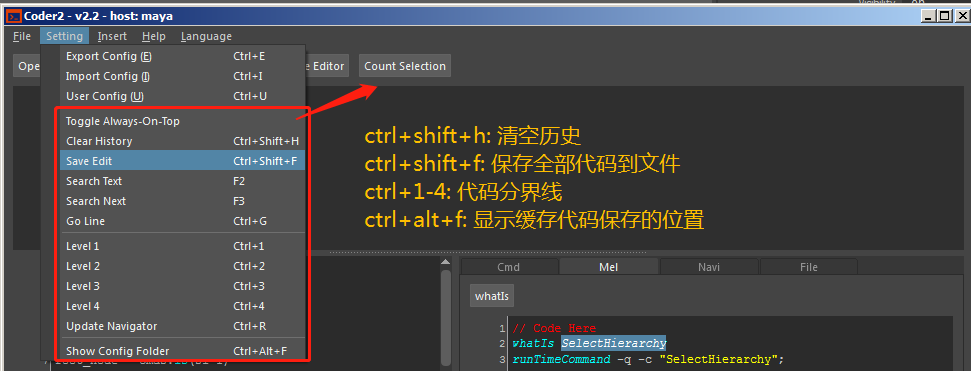 Coder2 - v2.2 - host: maya
File Setting Insert Help Language
Ope
e Editor Count Selection
Export Config (E) Ctrl+E
Import Config (I) Ctrl+I
User Config (U) Ctrl+U
Toggle Always-On-Top
Clear History Ctrl+Shift+H
Save Edit Ctrl+Shift+F
Search Text F2
Search Next F3
Go Line Ctrl+G
Level 1 Ctrl+1
Level 2 Ctrl+2
Level 3 Ctrl+3
Level 4 Ctrl+4
Update Navigator Ctrl+R
Show Config Folder Ctrl+Alt+F
ctrl+shift+h: 清空历史
ctrl+shift+f: 保存全部代码到文件
ctrl+1-4: 代码分界线
ctrl+alt+f: 显示缓存代码保存的位置
Cmd Mel Navi File
whatIs
1 // Code Here
2 whatIs SelectHierarchy
3 runTimeCommand -q -c "SelectHierarchy";